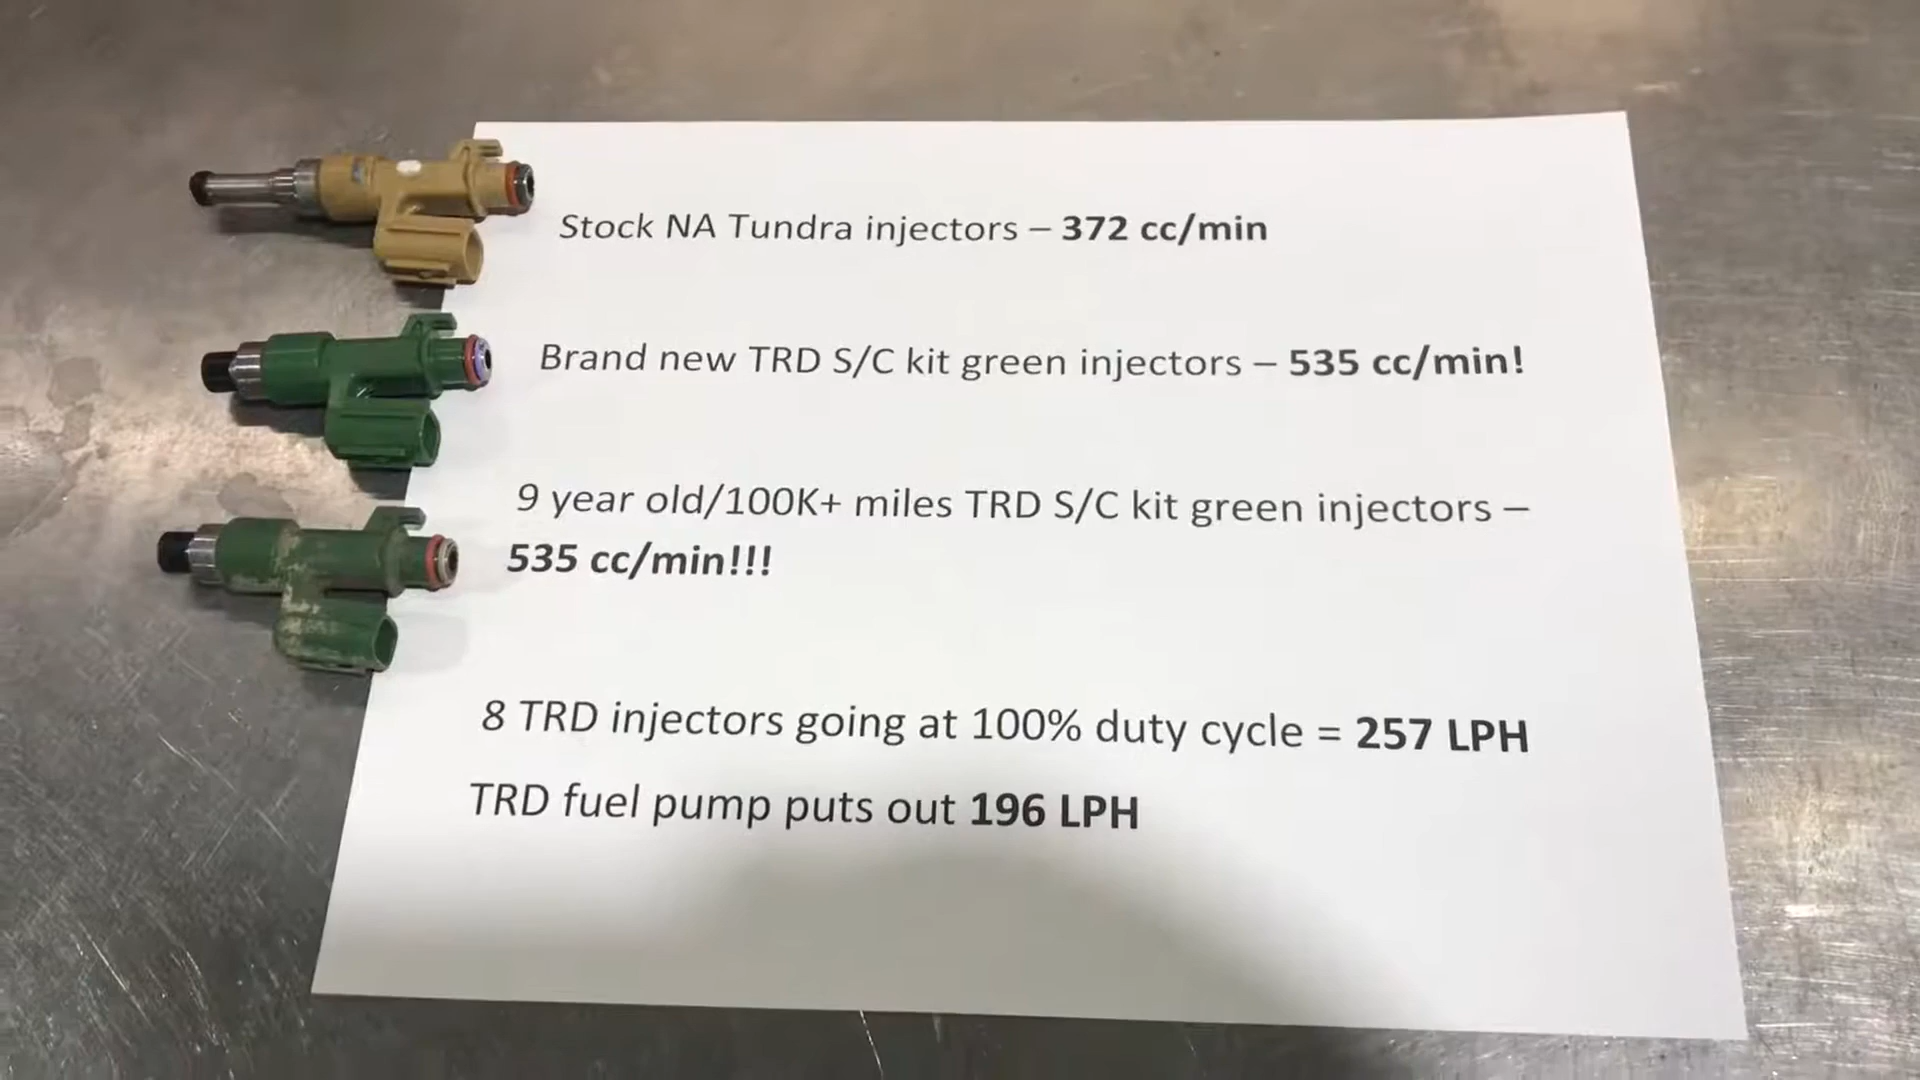 Stock NA Tundra injectors – 372 cc/min
Brand new TRD S/C kit green injectors – 535 cc/min!
9 year old/100K+ miles TRD S/C kit green injectors –
535 cc/min!!!
8 TRD injectors going at 100% duty cycle = 257 LPH
TRD fuel pump puts out 196 LPH